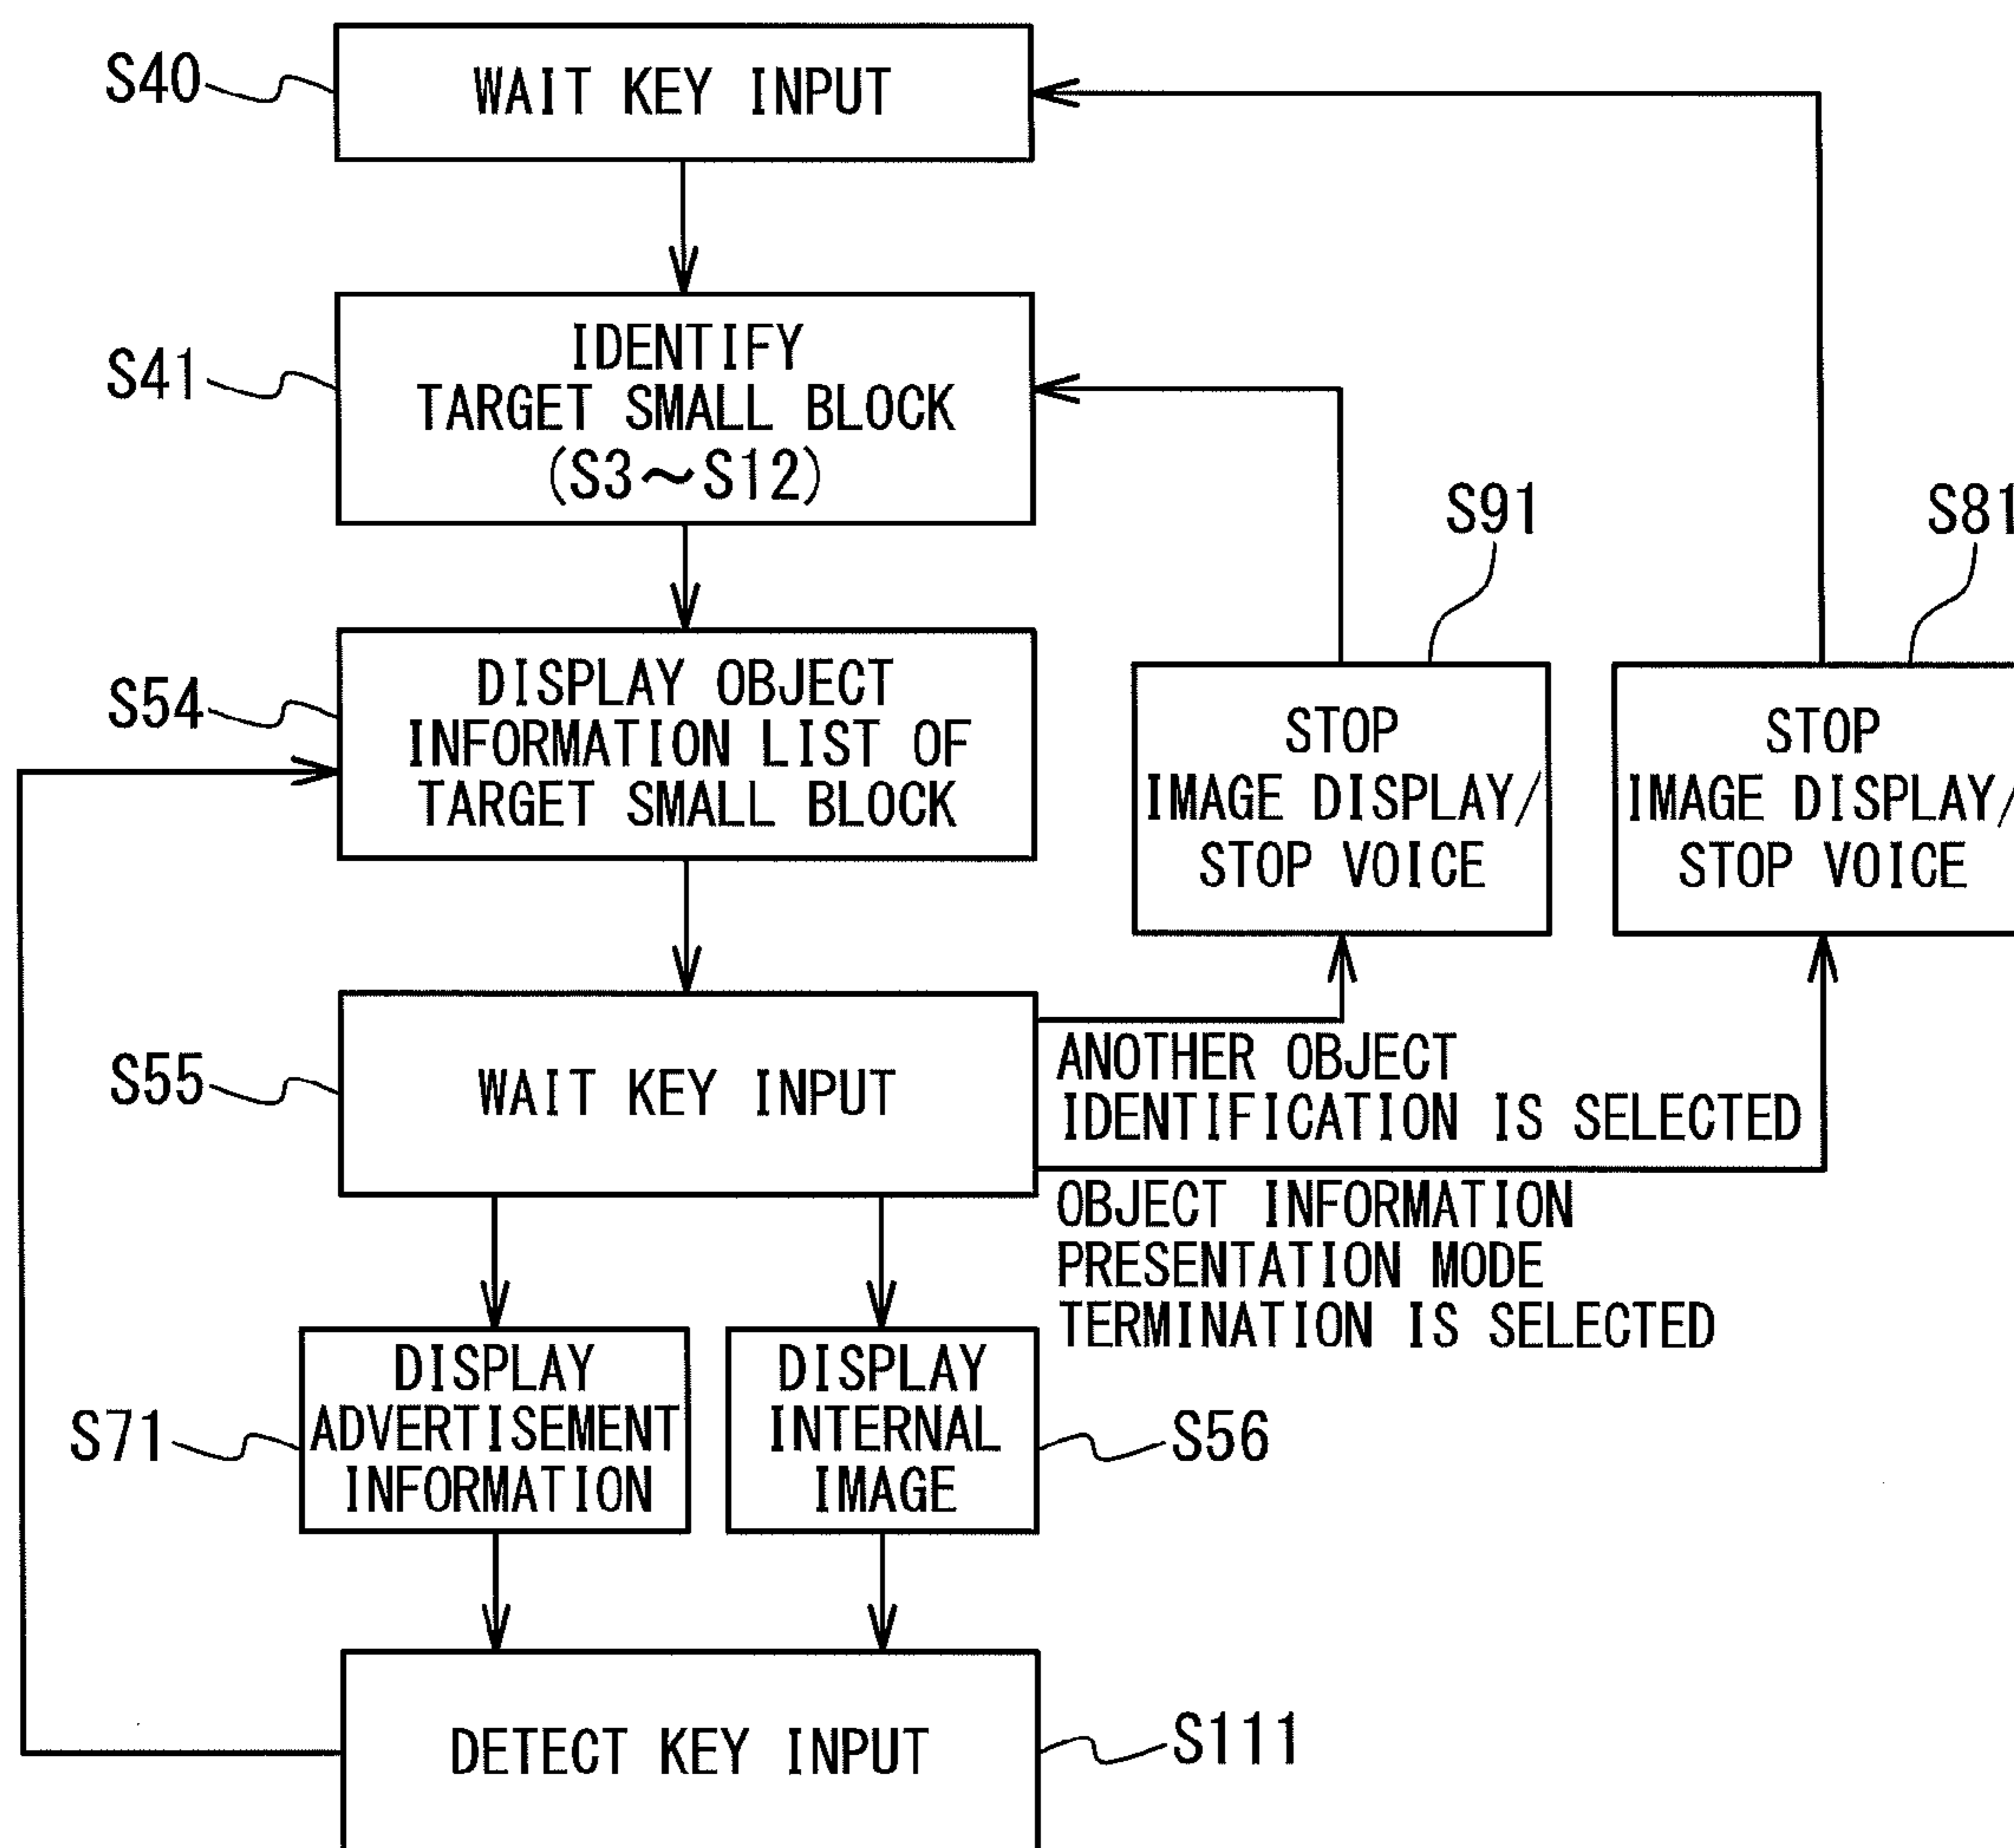 S40
WAIT KEY INPUT
S41
IDENTIFY
TARGET SMALL BLOCK
(S3～S12)
S91
S81
S54
DISPLAY OBJECT
INFORMATION LIST OF
TARGET SMALL BLOCK
STOP
IMAGE DISPLAY/
STOP VOICE
STOP
IMAGE DISPLAY/
STOP VOICE
S55
WAIT KEY INPUT
ANOTHER OBJECT
IDENTIFICATION IS SELECTED
OBJECT INFORMATION
PRESENTATION MODE
TERMINATION IS SELECTED
S71
DISPLAY
ADVERTISEMENT
INFORMATION
DISPLAY
INTERNAL
IMAGE
S56
DETECT KEY INPUT
S111